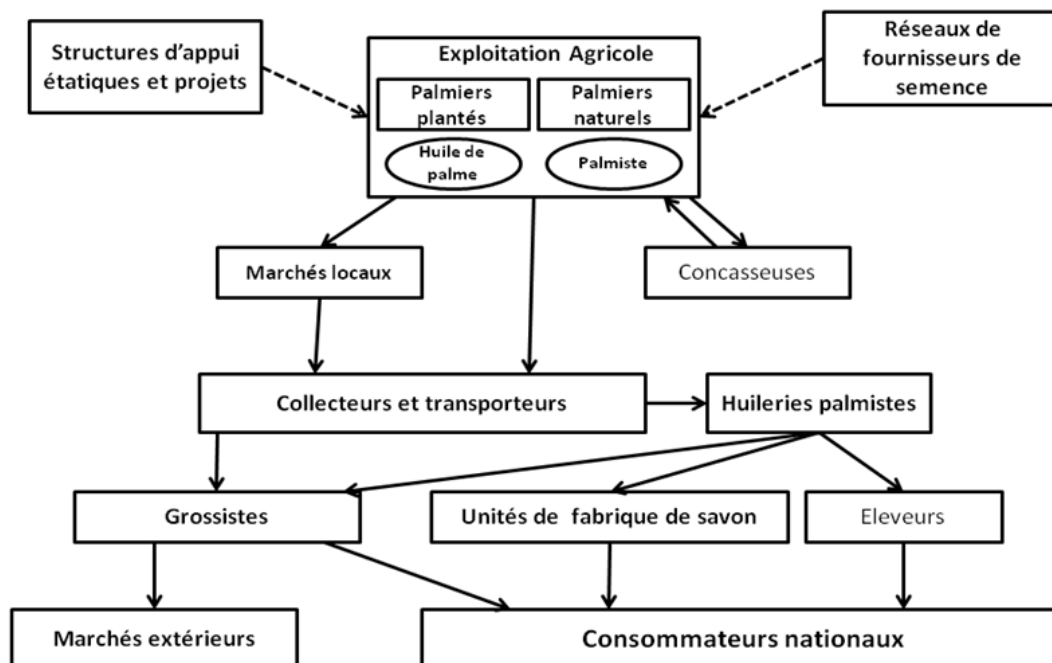 Structures d'appui
étatiques et projets
Exploitation Agricole
Palmiers
plantés
Palmiers
naturels
Huile de
palme
Palmiste
Réseaux de
fournisseurs de
semence
Marchés locaux
Concasseuses
Collecteurs et transporteurs
Huileries palmistes
Grossistes
Unités de fabrique de savon
Eleveurs
Marchés extérieurs
Consommateurs nationaux